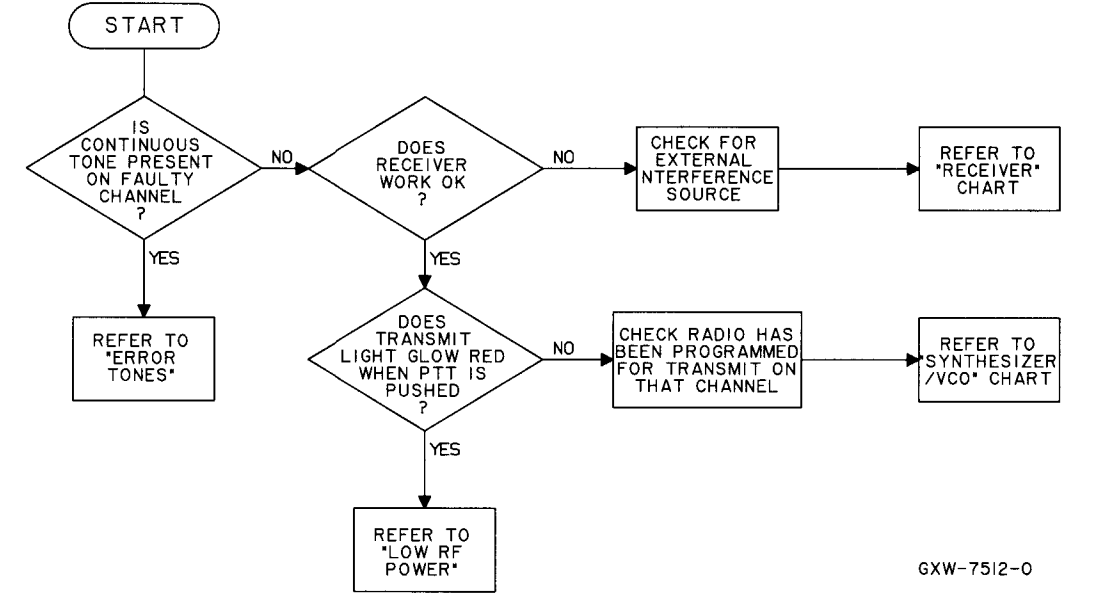 START
IS
CONTINUOUS
TONE PRESENT
ON FAULTY
CHANNEL
?
NO
YES
REFER TO
"ERROR
TONES"
DOES
RECEIVER
WORK OK
?
NO
YES
CHECK FOR
EXTERNAL
INTERFERENCE
SOURCE
REFER TO
"RECEIVER"
CHART
DOES
TRANSMIT
LIGHT GLOW RED
WHEN PTT IS
PUSHED
?
NO
YES
CHECK RADIO HAS
BEEN PROGRAMMED
FOR TRANSMIT ON
THAT CHANNEL
REFER TO
"SYNTHESIZER
/VCO" CHART
REFER TO
"LOW RF
POWER"
GXW-7512-0